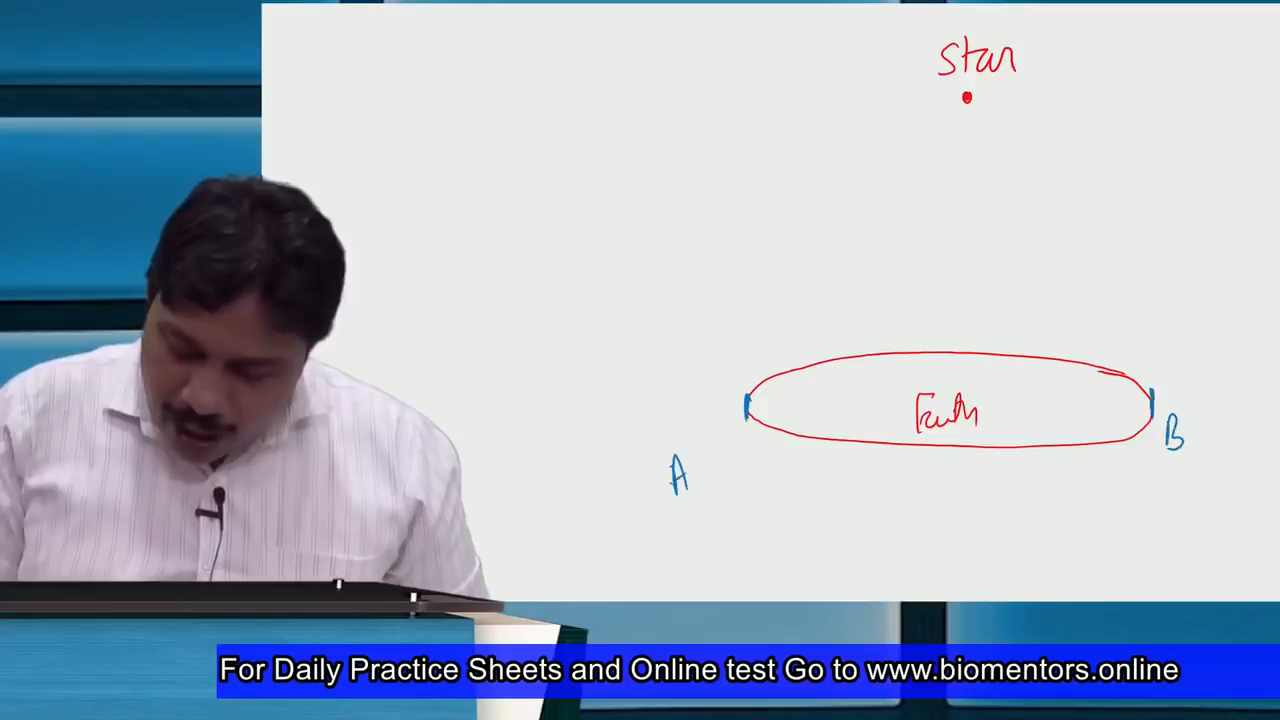 Star
Earth
A
B
For Daily Practice Sheets and Online test Go to www.biomentors.online